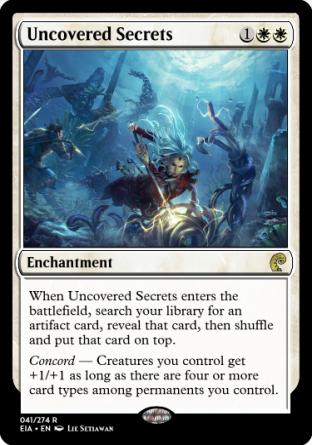 Uncovered Secrets 1
Enchantment
When Uncovered Secrets enters the
battlefield, search your library for an
artifact card, reveal that card, then shuffle
and put that card on top.
Concord — Creatures you control get
+1/+1 as long as there are four or more
card types among permanents you control.
041/274 R
EIA • EN Lie Setiawan